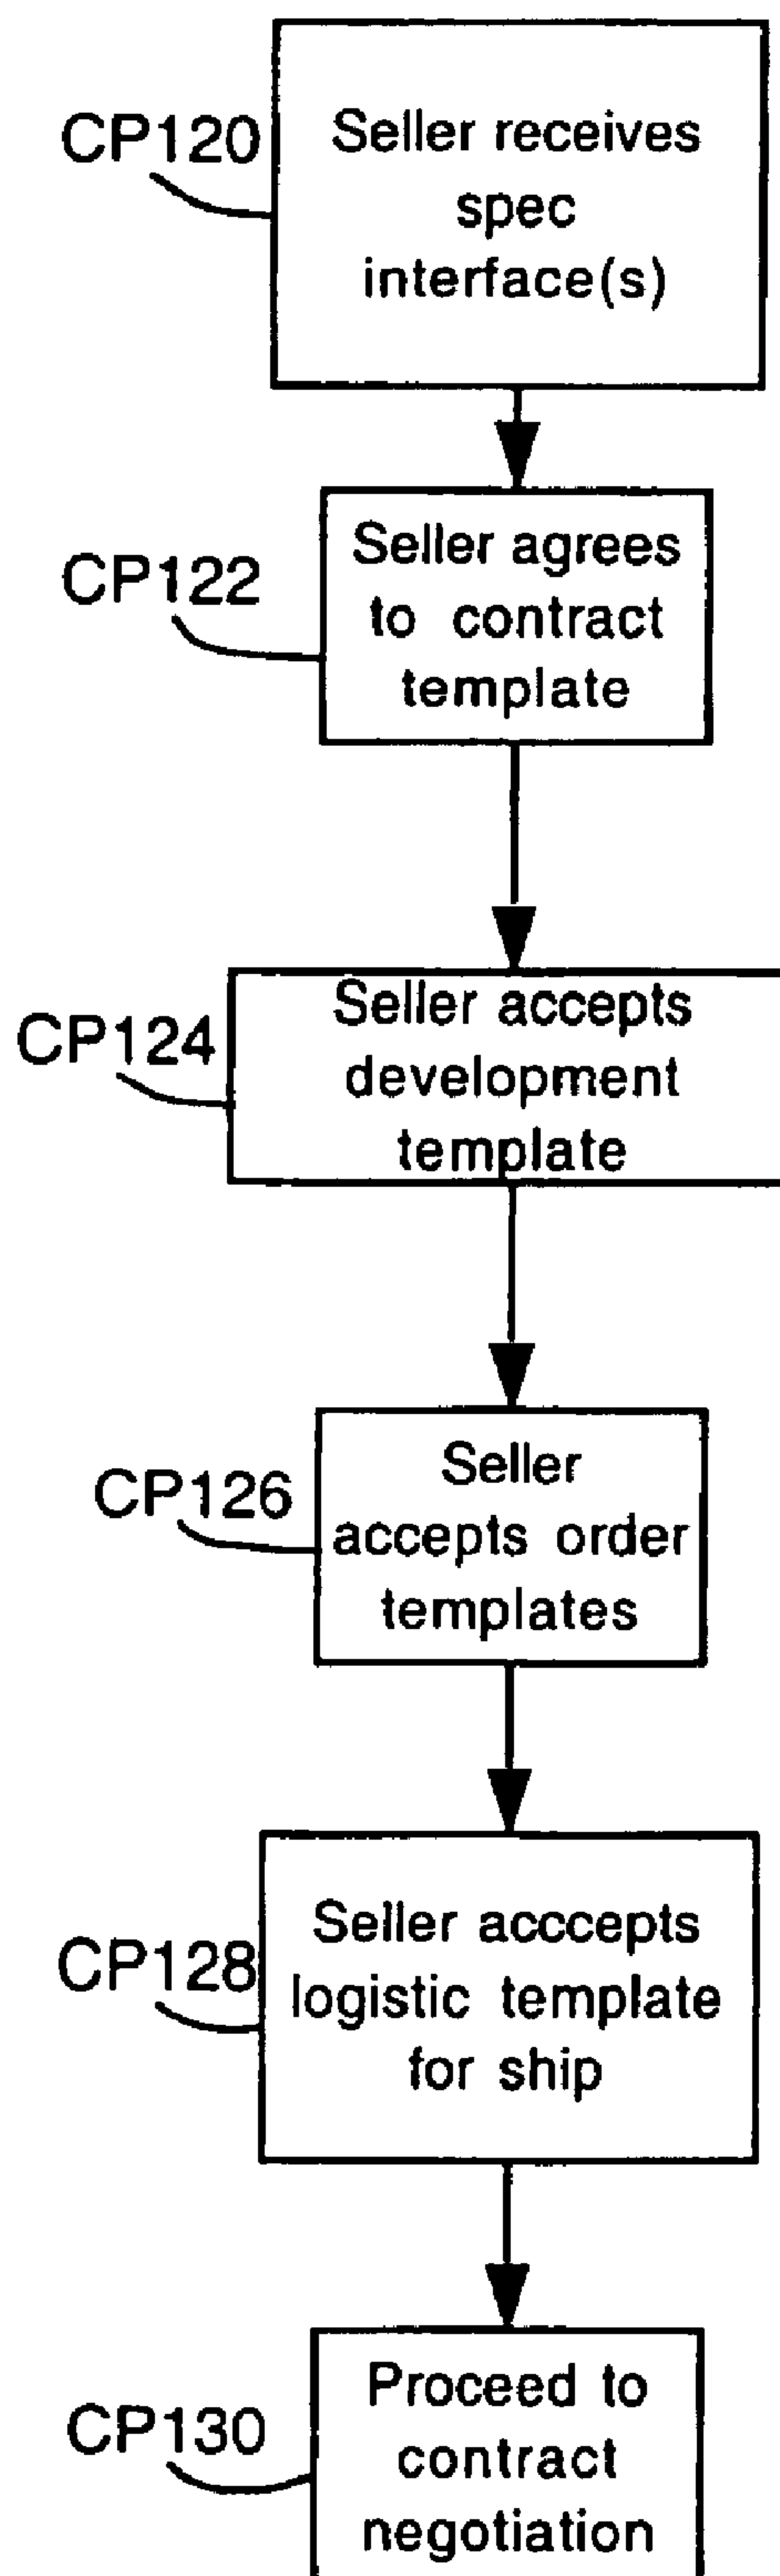 CP120
Seller receives
spec
interface(s)
CP122
Seller agrees
to contract
template
CP124
Seller accepts
development
template
CP126
Seller
accepts order
templates
CP128
Seller acccepts
logistic template
for ship
CP130
Proceed to
contract
negotiation